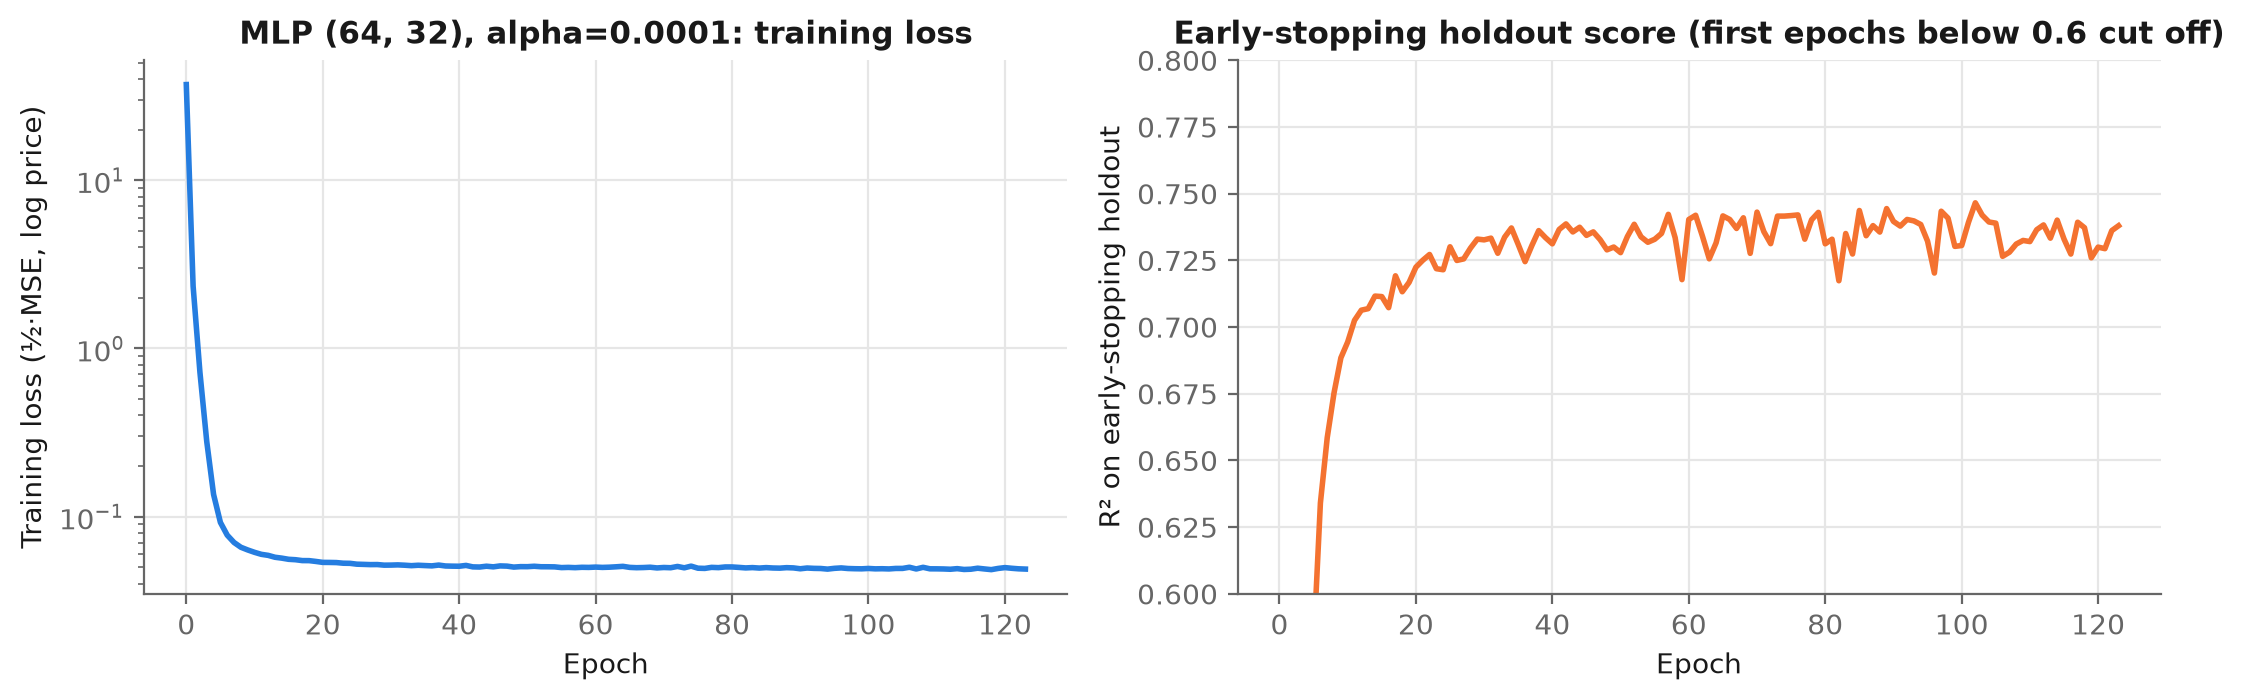 MLP (64, 32), alpha=0.0001: training loss
Training loss (½·MSE, log price)
10¹
10⁰
10⁻¹
0 20 40 60 80 100 120
Epoch
Early-stopping holdout score (first epochs below 0.6 cut off)
R² on early-stopping holdout
0.800
0.775
0.750
0.725
0.700
0.675
0.650
0.625
0.600
0 20 40 60 80 100 120
Epoch